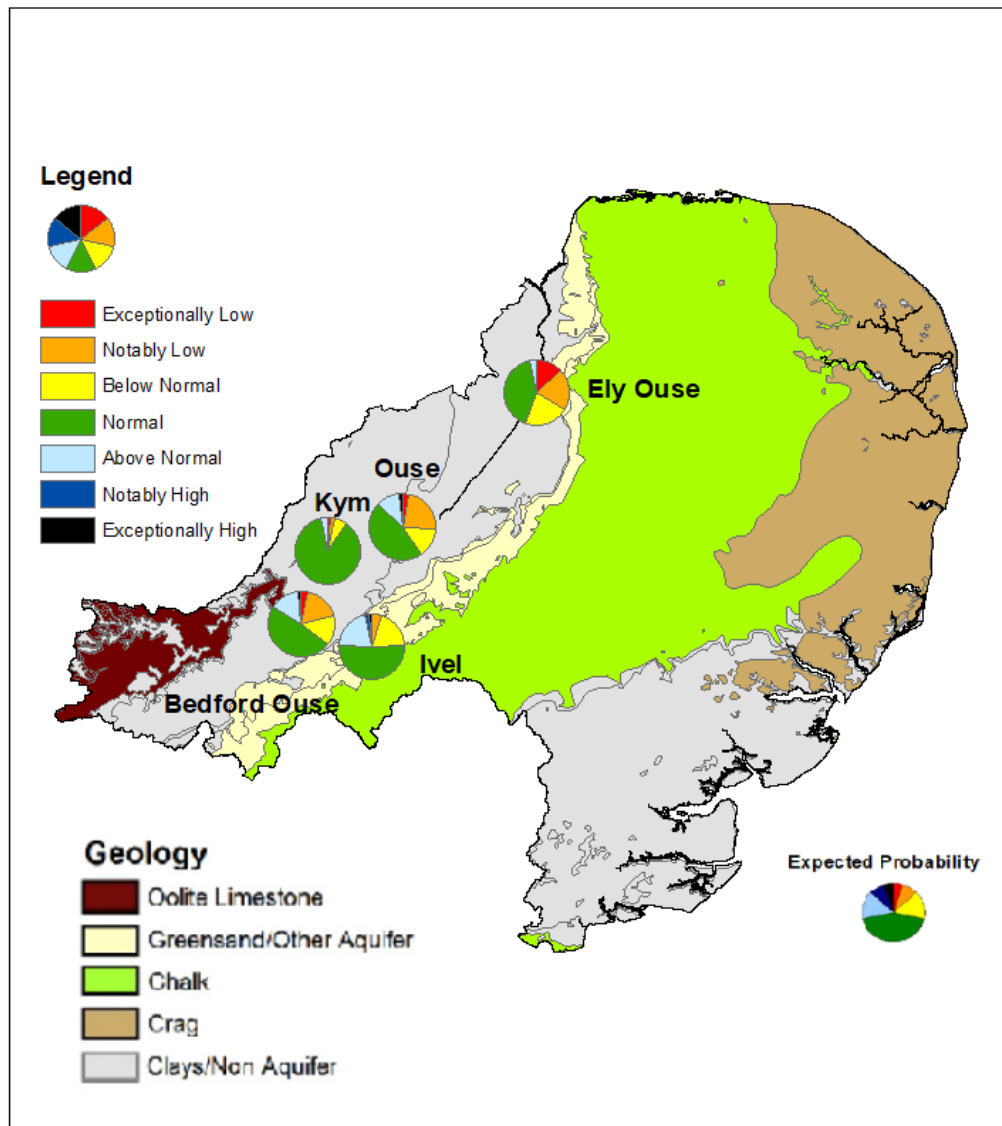 Legend
Exceptionally Low
Notably Low
Below Normal
Normal
Above Normal
Notably High
Exceptionally High
Ely Ouse
Ouse
Kym
Ivel
Bedford Ouse
Geology
Oolite Limestone
Greensand/Other Aquifer
Chalk
Crag
Clays/Non Aquifer
Expected Probability